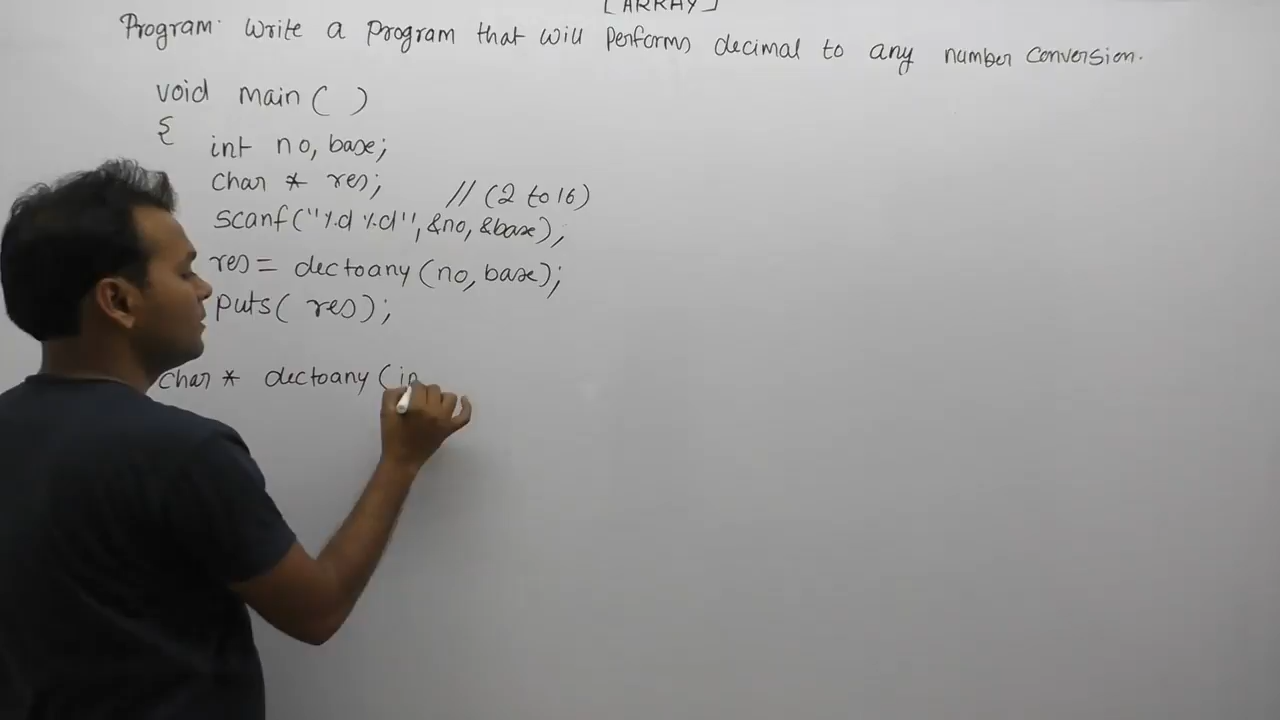 [ARRAY]
Program: Write a program that will performs decimal to any number conversion.
void main( )
{
int no, base;
char * res; // (2 to 16)
scanf("%d %d", &no, &base);
res = dectoany (no, base);
puts( res);
char * dectoany (in